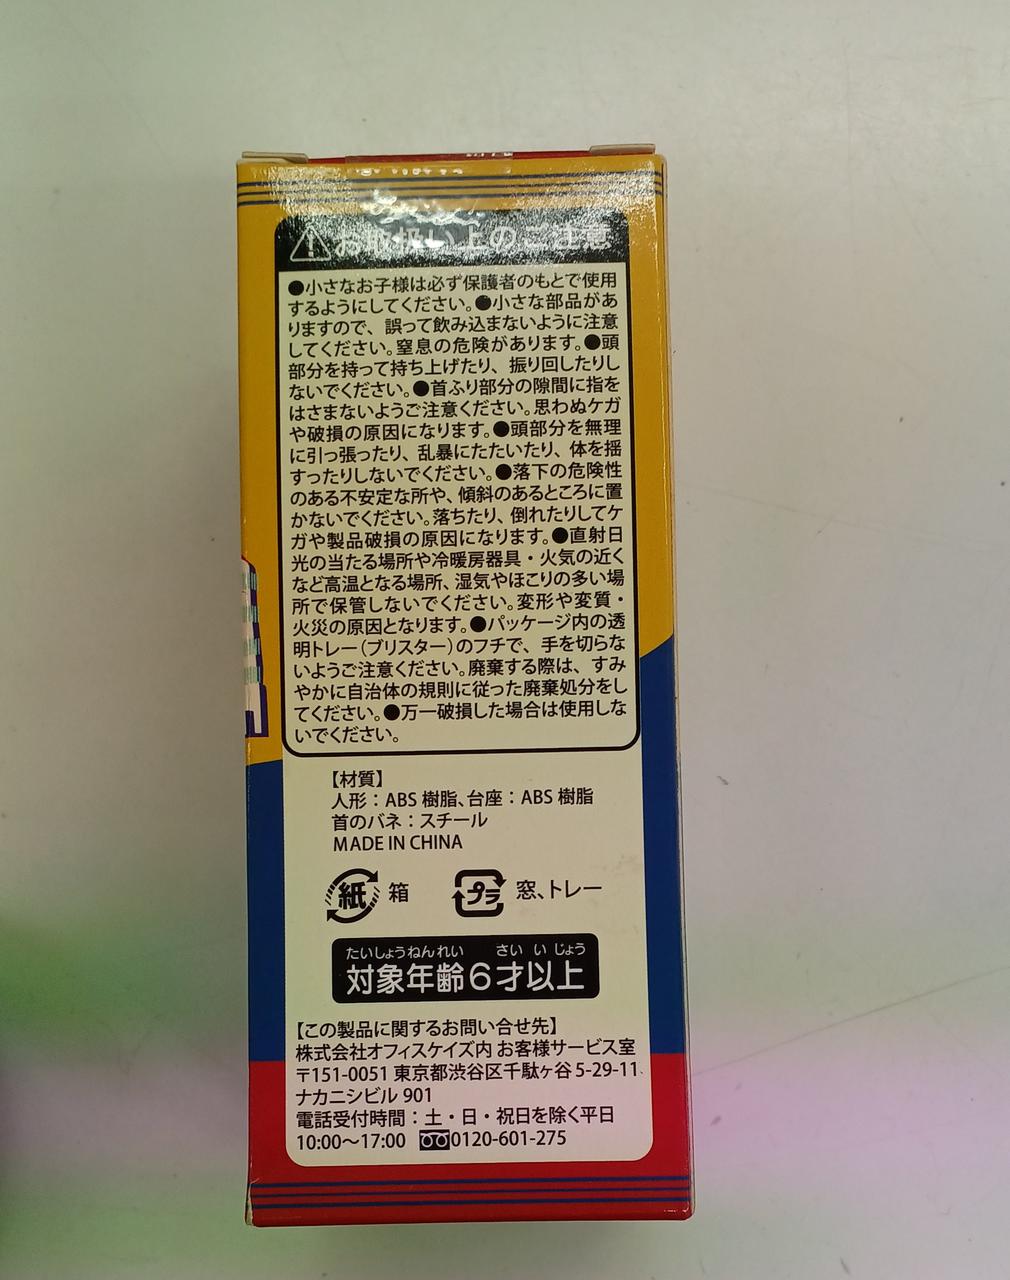 お取扱い上のご注意
●小さなお子様は必ず保護者のもとで使用
するようにしてください。●小さな部品があ
りますので、誤って飲み込まないように注意
してください。窒息の危険があります。●頭
部分を持って持ち上げたり、振り回したりし
ないでください。●首ふり部分の隙間に指を
はさまないようご注意ください。思わぬケガ
や破損の原因になります。●頭部分を無理
に引っ張ったり、乱暴にたたいたり、体を揺
すったりしないでください。●落下の危険性
のある不安定な所や、傾斜のあるところに置
かないでください。落ちたり、倒れたりしてケ
ガや製品破損の原因になります。●直射日
光の当たる場所や冷暖房器具・火気の近く
など高温となる場所、湿気やほこりの多い場
所で保管しないでください。変形や変質・
火災の原因となります。●パッケージ内の透
明トレー（ブリスター）のフチで、手を切らな
いようご注意ください。廃棄する際は、すみ
やかに自治体の規則に従った廃棄処分をし
てください。●万一破損した場合は使用しな
いでください。
【材質】
人形：ABS 樹脂、台座：ABS 樹脂
首のバネ：スチール
MADE IN CHINA
紙 箱 プラ 窓、トレー
たいしょうねんれい さい いじょう
対象年齢6才以上
【この製品に関するお問い合せ先】
株式会社オフィスケイズ内 お客様サービス室
〒151-0051 東京都渋谷区千駄ヶ谷 5-29-11
ナカニシビル 901
電話受付時間：土・日・祝日を除く平日
10:00〜17:00 0120-601-275